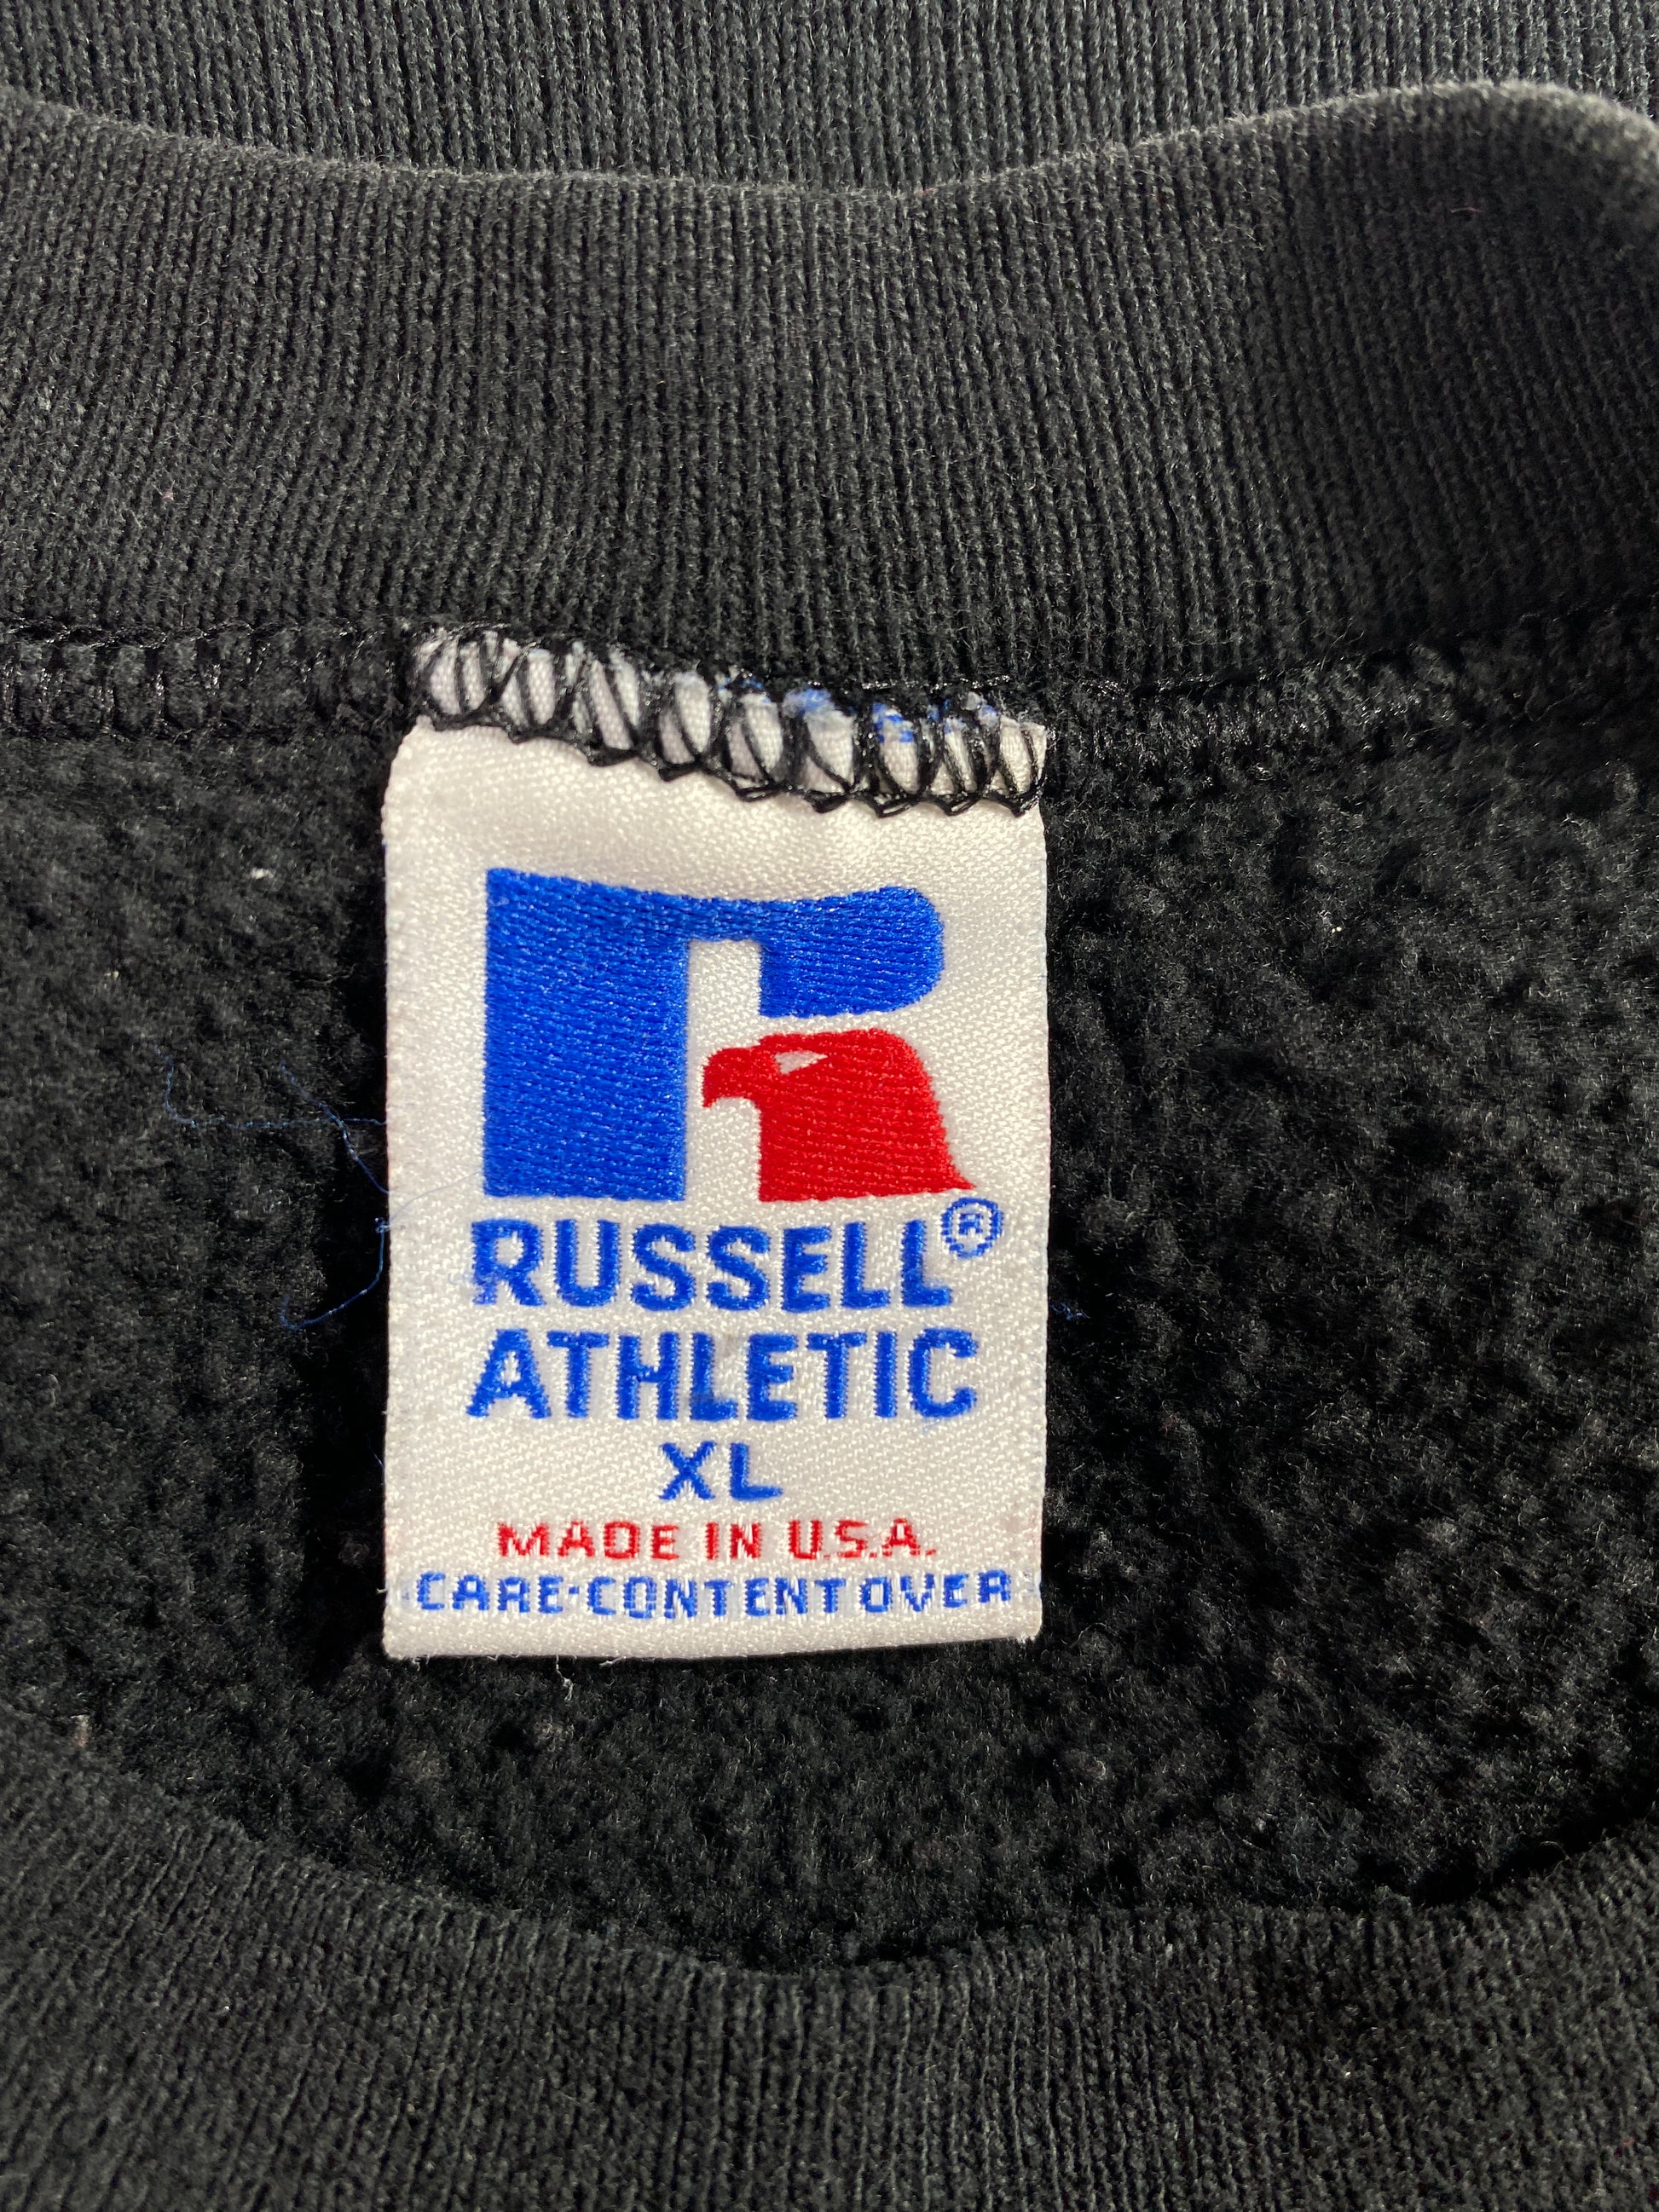 RUSSELL®
ATHLETIC
XL
MADE IN U.S.A.
CARE·CONTENT OVER